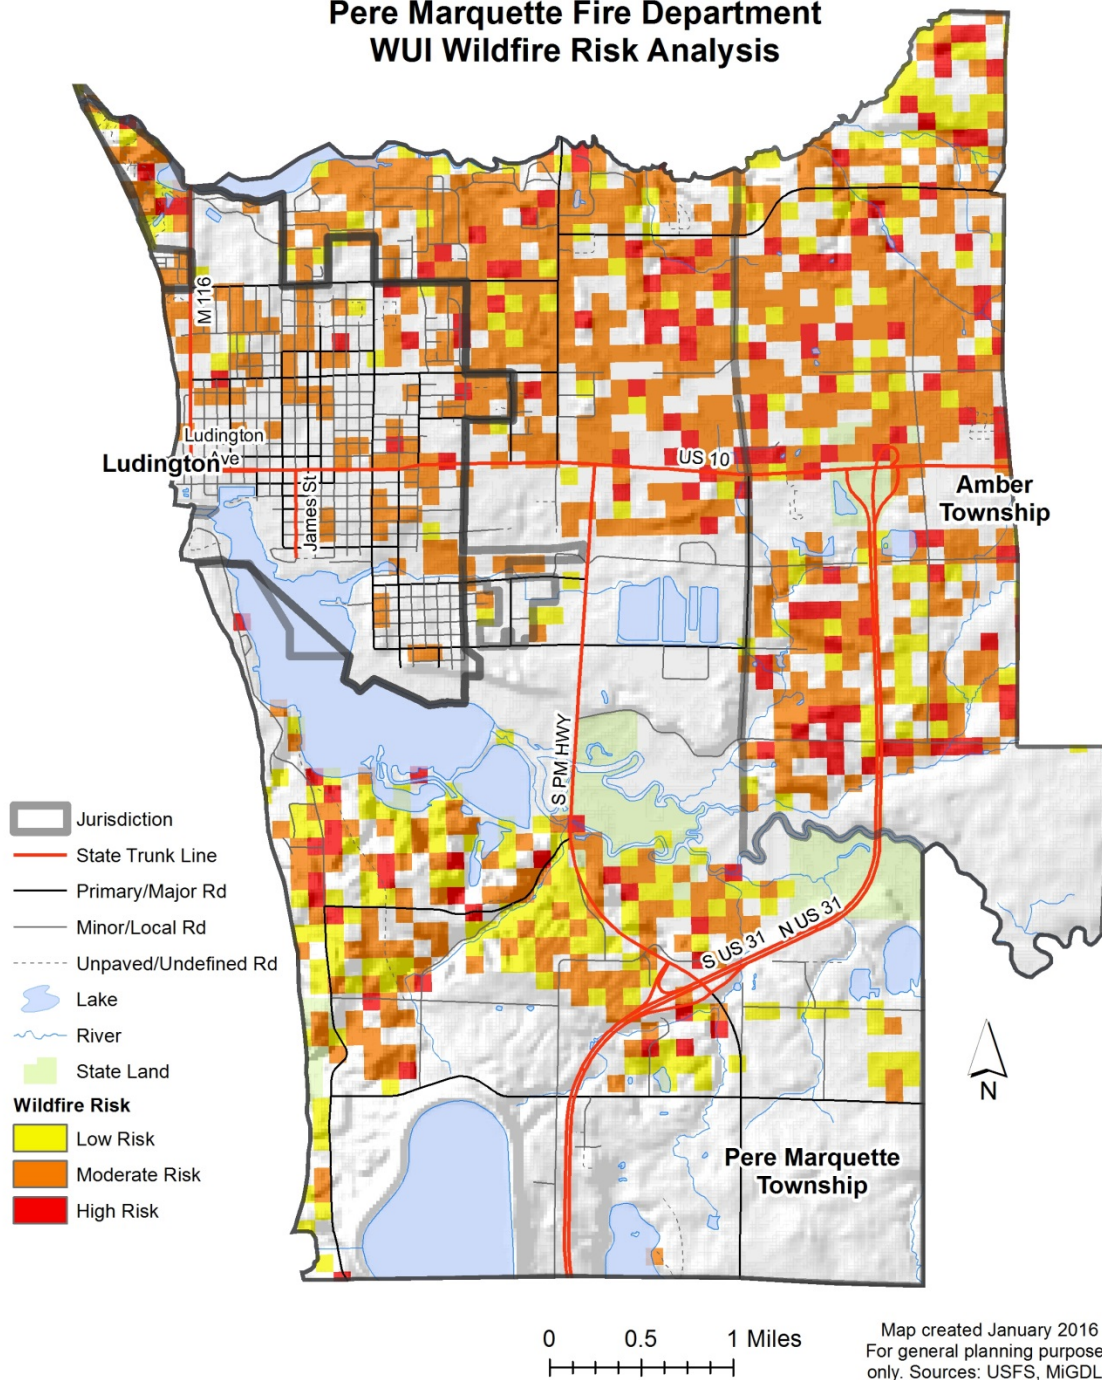 Pere Marquette Fire Department
WUI Wildfire Risk Analysis
M 116
Ludington
Ave
Ludington
James St
US 10
Amber
Township
S PM HWY
S US 31
N US 31
Pere Marquette
Township
Jurisdiction
State Trunk Line
Primary/Major Rd
Minor/Local Rd
Unpaved/Undefined Rd
Lake
River
State Land
Wildfire Risk
Low Risk
Moderate Risk
High Risk
N
0 0.5 1 Miles
Map created January 2016
For general planning purpose
only. Sources: USFS, MiGDL